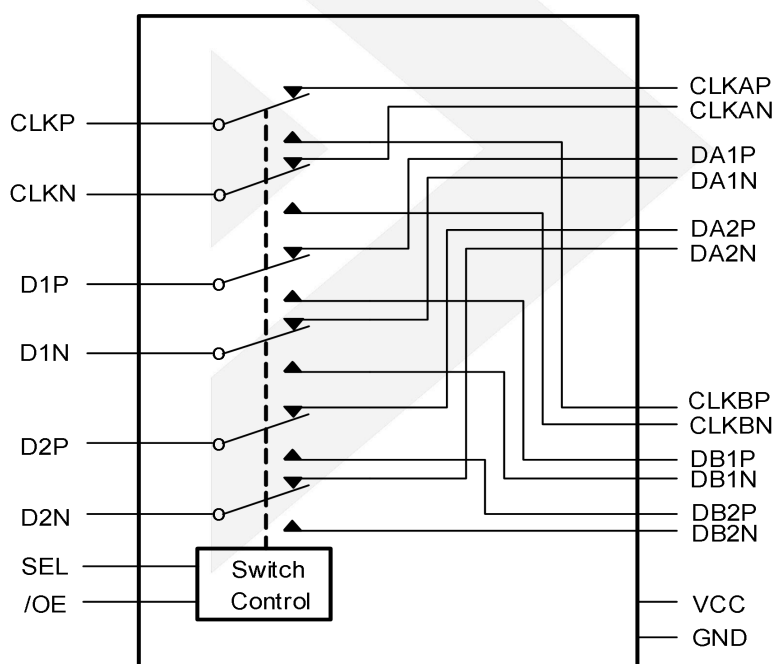 CLKP
CLKN
D1P
D1N
D2P
D2N
SEL
/OE
Switch
Control
CLKAP
CLKAN
DA1P
DA1N
DA2P
DA2N
CLKBP
CLKBN
DB1P
DB1N
DB2P
DB2N
VCC
GND